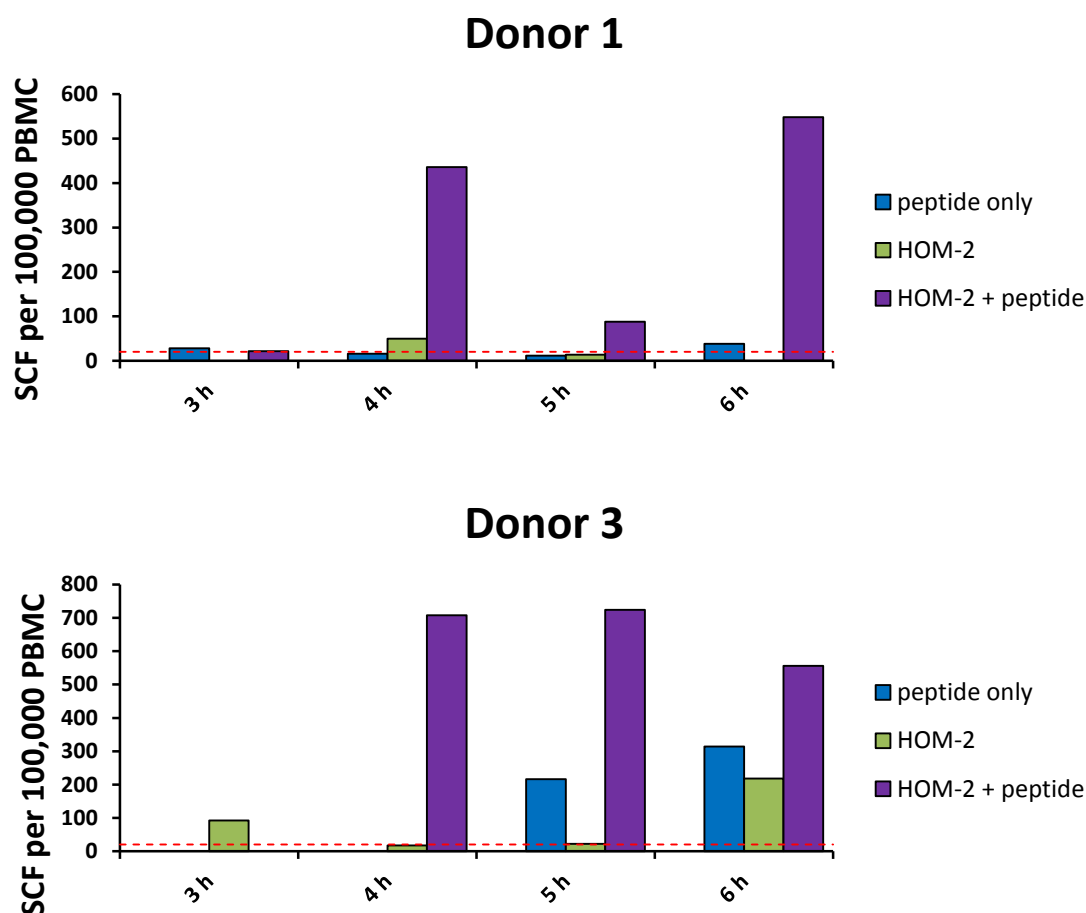 Donor 1
SCF per 100,000 PBMC
600
500
400
300
200
100
0
3 h
4 h
5 h
6 h
peptide only
HOM-2
HOM-2 + peptide
Donor 3
SCF per 100,000 PBMC
800
700
600
500
400
300
200
100
0
3 h
4 h
5 h
6 h
peptide only
HOM-2
HOM-2 + peptide